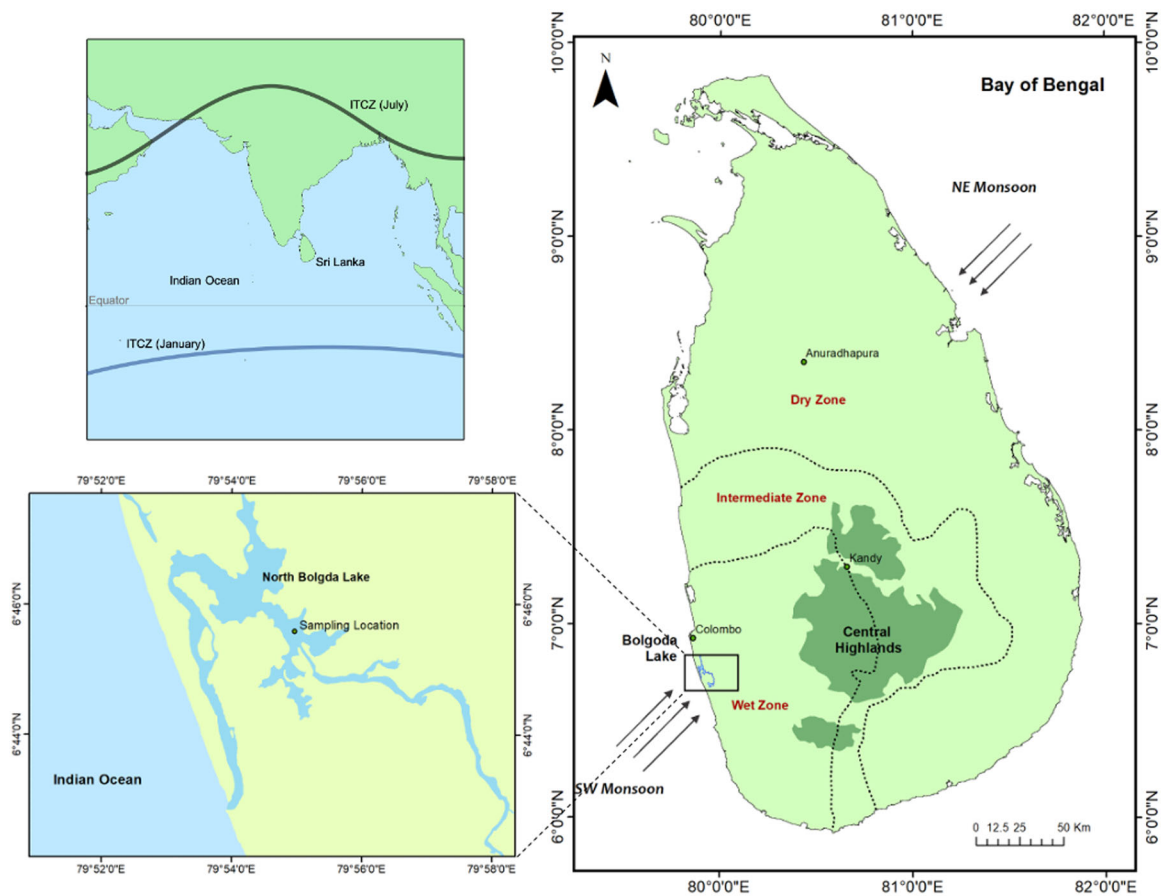 ITCZ (July)
Sri Lanka
Indian Ocean
Equator
ITCZ (January)
79°52'0"E 79°54'0"E 79°56'0"E 79°58'0"E
North Bolgda Lake
Sampling Location
6°46'0"N
6°46'0"N
6°44'0"N
6°44'0"N
Indian Ocean
79°52'0"E 79°54'0"E 79°56'0"E 79°58'0"E
80°0'0"E 81°0'0"E 82°0'0"E
N
Bay of Bengal
10°0'0"N
NE Monsoon
9°0'0"N
Anuradhapura
Dry Zone
8°0'0"N
8°0'0"N
Intermediate Zone
Kandy
Colombo
7°0'0"N
7°0'0"N
Bolgoda
Lake
Central
Highlands
Wet Zone
SW Monsoon
6°0'0"N
6°0'0"N
0 12.5 25 50 Km
80°0'0"E 81°0'0"E 82°0'0"E
10°0'0"N
9°0'0"N